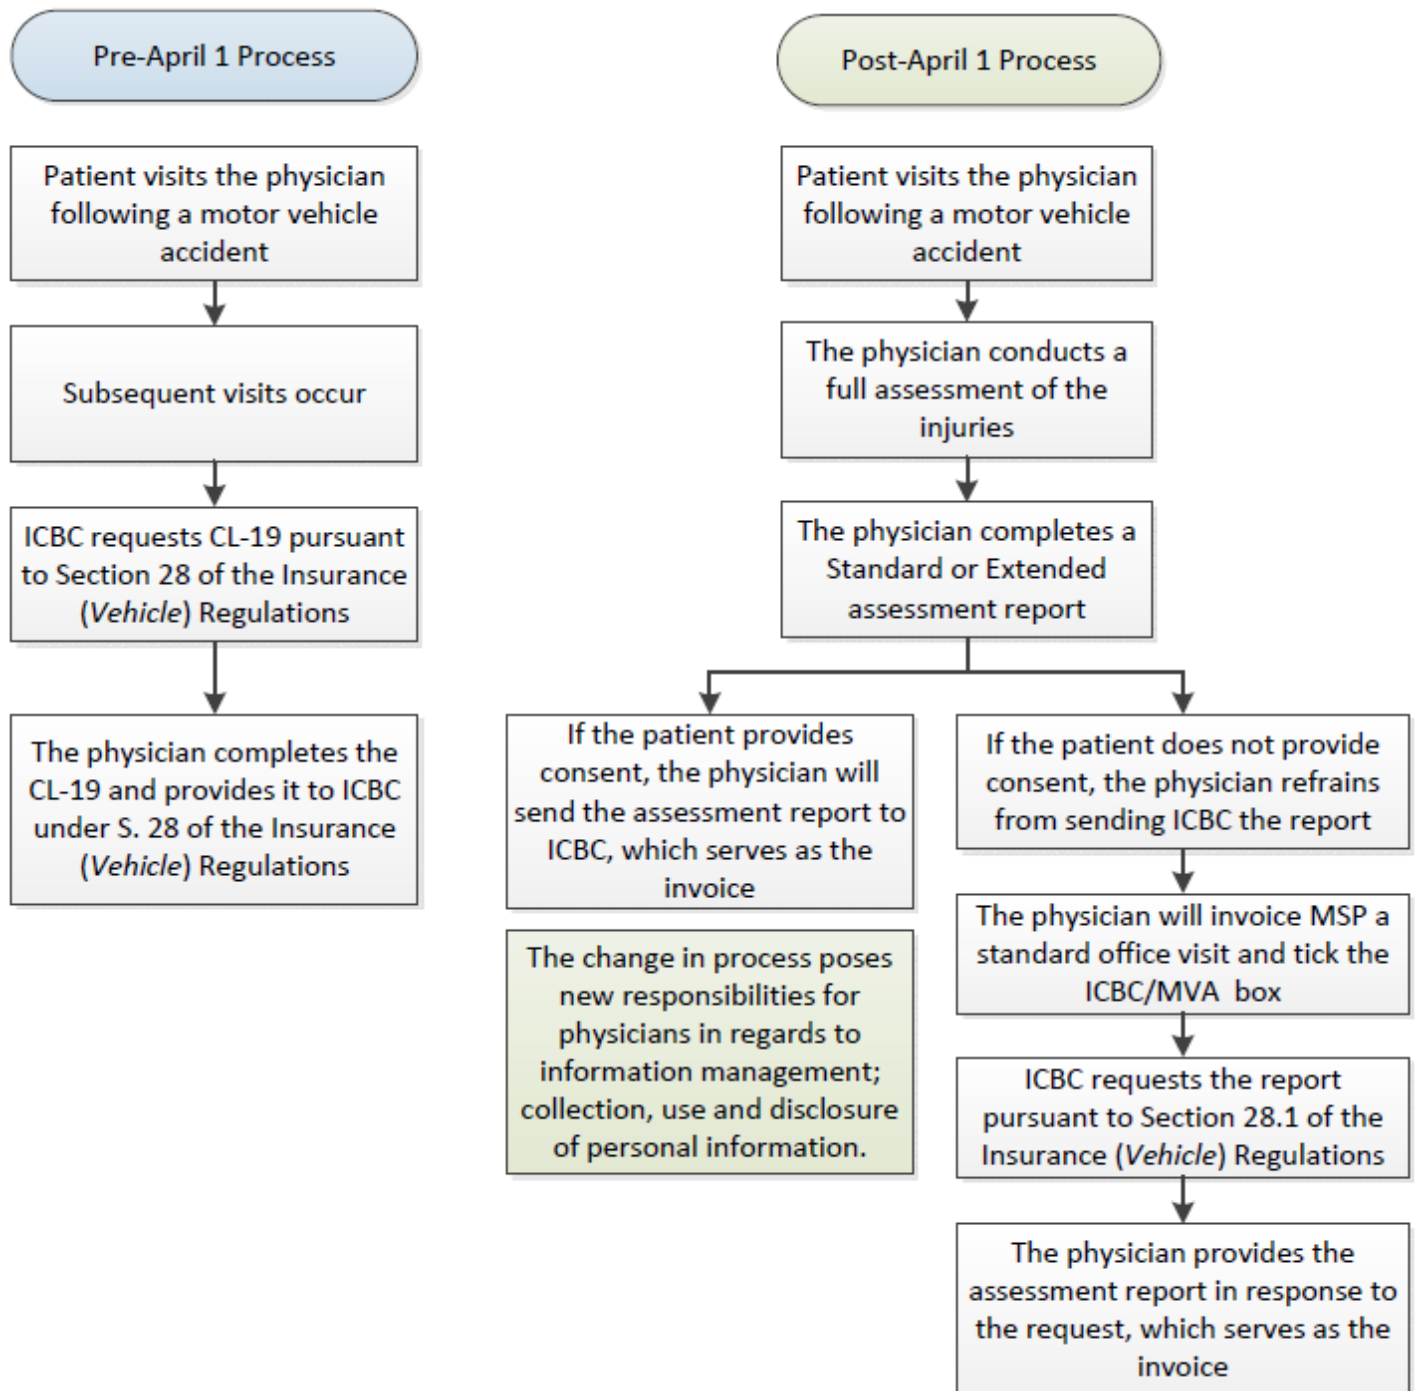 Pre-April 1 Process
Patient visits the physician
following a motor vehicle
accident
Subsequent visits occur
ICBC requests CL-19 pursuant
to Section 28 of the Insurance
(Vehicle) Regulations
The physician completes the
CL-19 and provides it to ICBC
under S. 28 of the Insurance
(Vehicle) Regulations
Post-April 1 Process
Patient visits the physician
following a motor vehicle
accident
The physician conducts a
full assessment of the
injuries
The physician completes a
Standard or Extended
assessment report
If the patient provides
consent, the physician will
send the assessment report to
ICBC, which serves as the
invoice
The change in process poses
new responsibilities for
physicians in regards to
information management;
collection, use and disclosure
of personal information.
If the patient does not provide
consent, the physician refrains
from sending ICBC the report
The physician will invoice MSP a
standard office visit and tick the
ICBC/MVA box
ICBC requests the report
pursuant to Section 28.1 of the
Insurance (Vehicle) Regulations
The physician provides the
assessment report in response to
the request, which serves as the
invoice